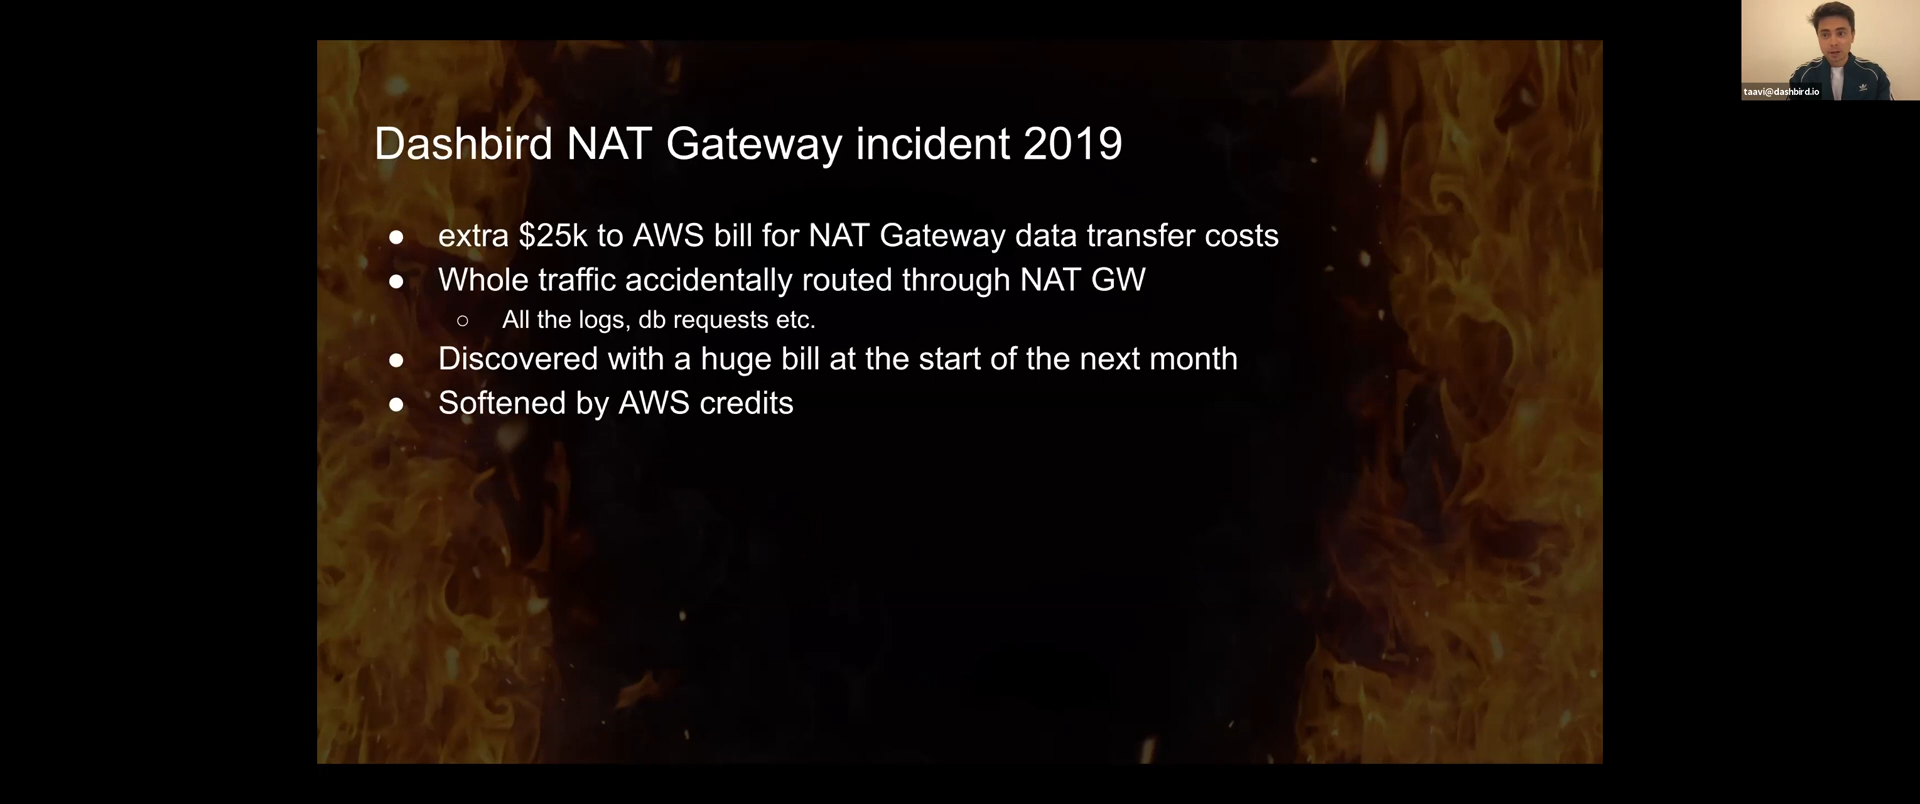 Dashbird NAT Gateway incident 2019
● extra $25k to AWS bill for NAT Gateway data transfer costs
● Whole traffic accidentally routed through NAT GW
○ All the logs, db requests etc.
● Discovered with a huge bill at the start of the next month
● Softened by AWS credits
taavi@dashbird.io